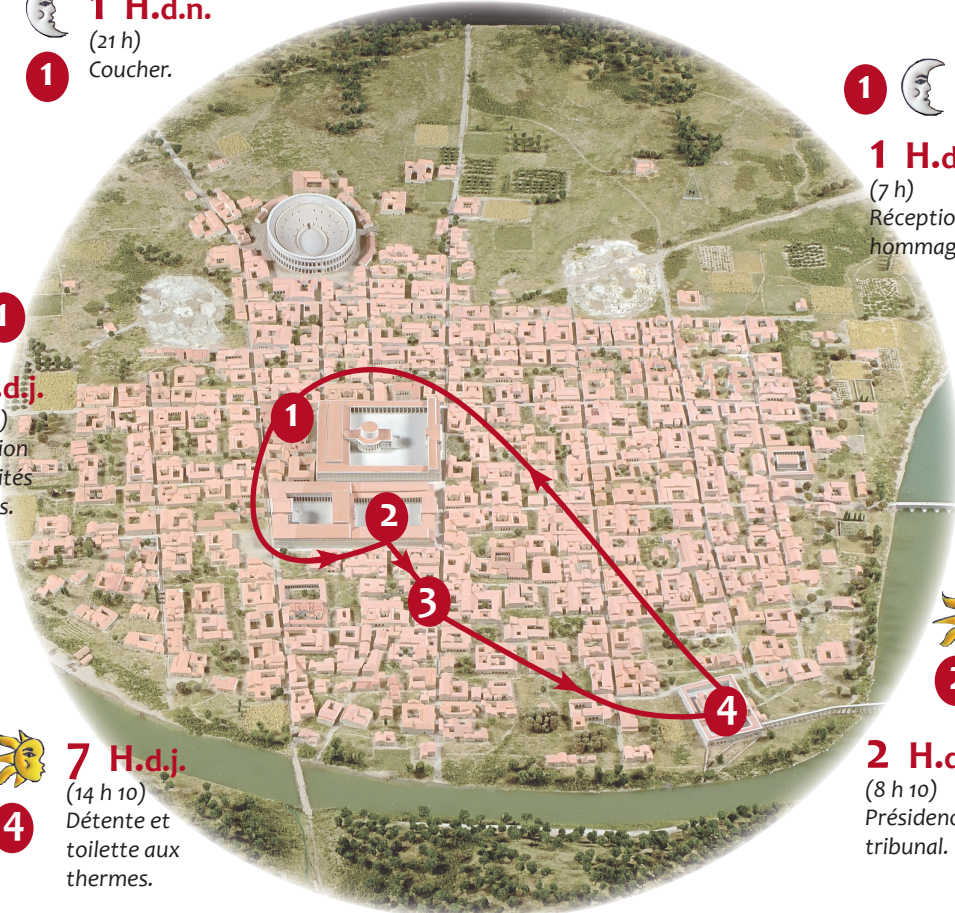 1 H.d.n.
(21 h)
Coucher.
1
1
1 H.d
(7 h)
Réceptio
hommag
1
.d.j.
)
ion
ités
s.
N
1
2
3
4
7 H.d.j.
(14 h 10)
Détente et
toilette aux
thermes.
4
2
2 H.d
(8 h 10)
Présidenc
tribunal.